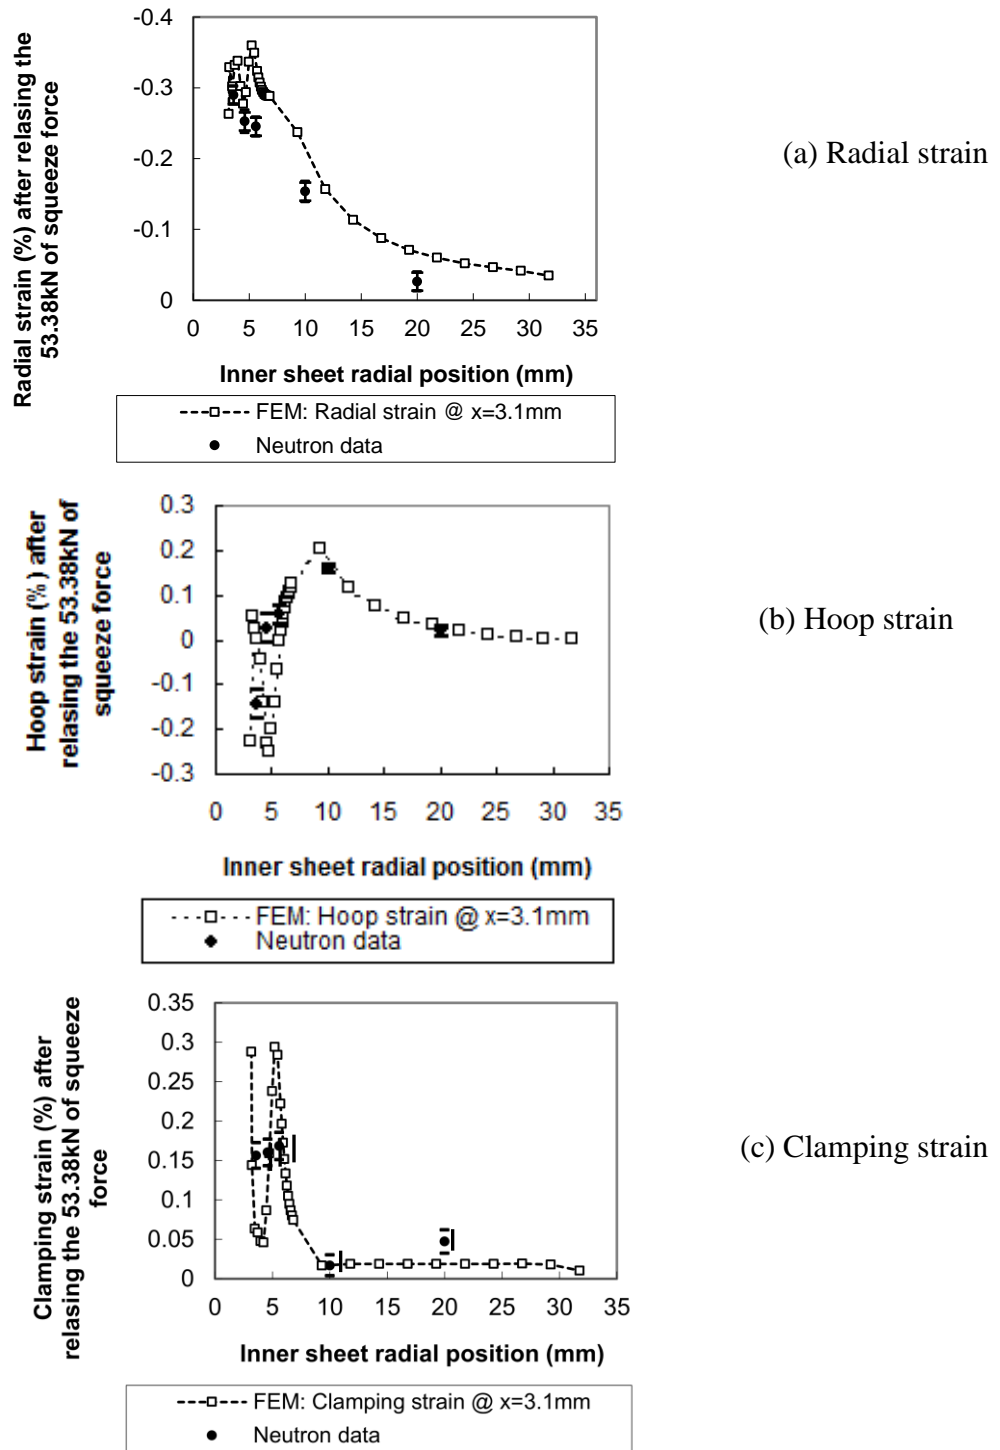 Radial strain (%) after relasing the
53.38kN of squeeze force
-0.4
-0.3
-0.2
-0.1
0
0 5 10 15 20 25 30 35
Inner sheet radial position (mm)
FEM: Radial strain @ x=3.1mm
Neutron data
(a) Radial strain
Hoop strain (%) after
relasing the 53.38kN of
squeeze force
0.3
0.2
0.1
0
-0.1
-0.2
-0.3
0 5 10 15 20 25 30 35
Inner sheet radial position (mm)
FEM: Hoop strain @ x=3.1mm
Neutron data
(b) Hoop strain
Clamping strain (%) after
relasing the 53.38kN of squeeze
force
0.35
0.3
0.25
0.2
0.15
0.1
0.05
0
0 5 10 15 20 25 30 35
Inner sheet radial position (mm)
FEM: Clamping strain @ x=3.1mm
Neutron data
(c) Clamping strain